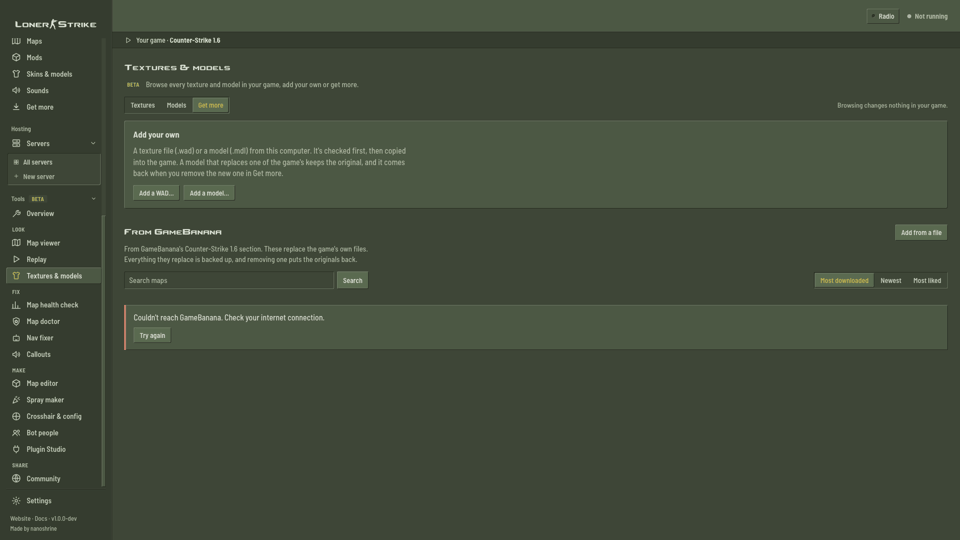 LONER STRIKE
Maps
Mods
Skins & models
Sounds
Get more
Hosting
Servers
All servers
+ New server
Tools BETA
Overview
LOOK
Map viewer
Replay
Textures & models
FIX
Map health check
Map doctor
Nav fixer
Callouts
MAKE
Map editor
Spray maker
Crosshair & config
Bot people
Plugin Studio
SHARE
Community
Settings
Website · Docs · v1.0.0-dev
Made by nanoshrine
Radio
Not running
Your game · Counter-Strike 1.6
Textures & models
BETA Browse every texture and model in your game, add your own or get more.
Textures Models Get more
Browsing changes nothing in your game.
Add your own
A texture file (.wad) or a model (.mdl) from this computer. It's checked first, then copied
into the game. A model that replaces one of the game's keeps the original, and it comes
back when you remove the new one in Get more.
Add a WAD... Add a model...
From GameBanana
Add from a file
From GameBanana's Counter-Strike 1.6 section. These replace the game's own files.
Everything they replace is backed up, and removing one puts the originals back.
Search maps Search
Most downloaded Newest Most liked
Couldn't reach GameBanana. Check your internet connection.
Try again